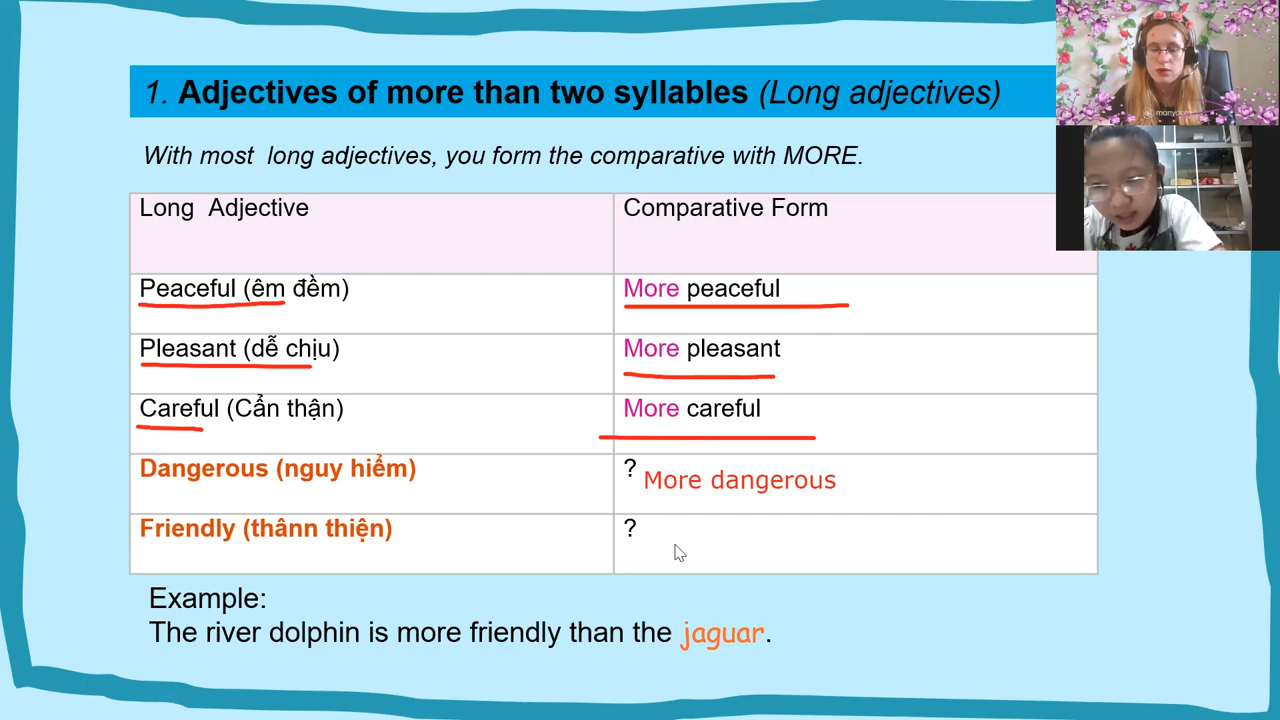 1. Adjectives of more than two syllables (Long adjectives)
With most long adjectives, you form the comparative with MORE.
Long Adjective
Comparative Form
Peaceful (êm đềm)
More peaceful
Pleasant (dễ chịu)
More pleasant
Careful (Cẩn thận)
More careful
Dangerous (nguy hiểm)
? More dangerous
Friendly (thânn thiện)
?
Example:
The river dolphin is more friendly than the jaguar.